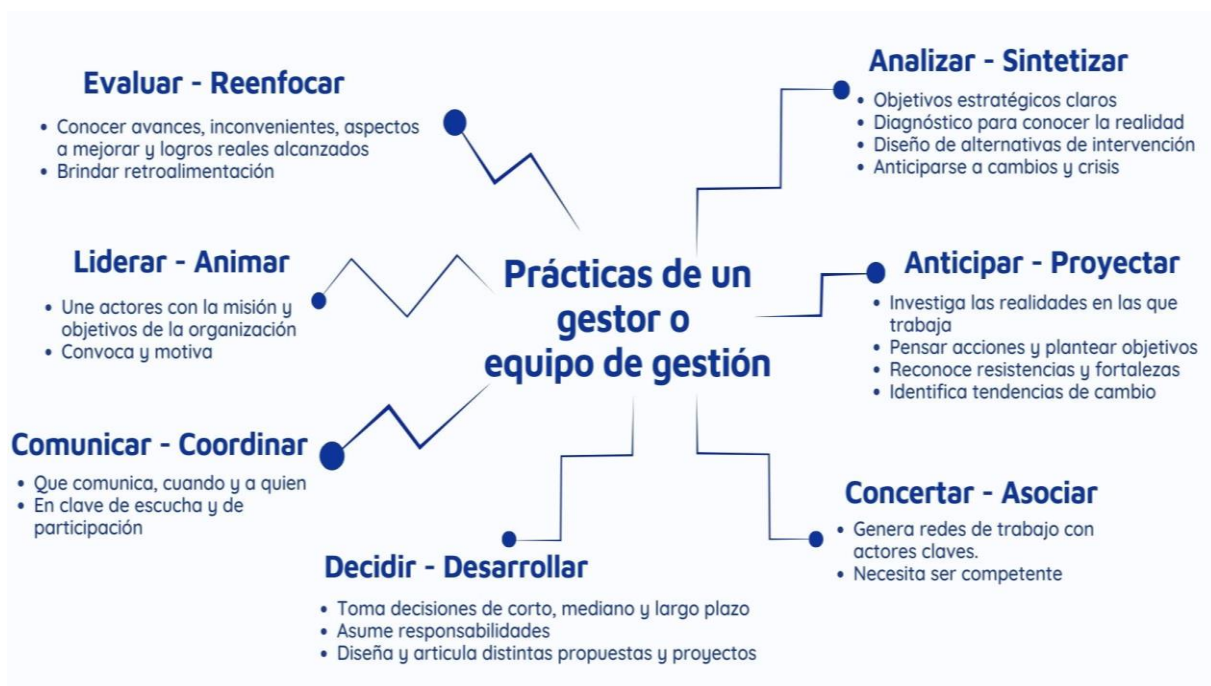 Prácticas de un
gestor o
equipo de gestión
Analizar - Sintetizar
• Objetivos estratégicos claros
• Diagnóstico para conocer la realidad
• Diseño de alternativas de intervención
• Anticiparse a cambios y crisis
Anticipar - Proyectar
• Investiga las realidades en las que
trabaja
• Pensar acciones y plantear objetivos
• Reconoce resistencias y fortalezas
• Identifica tendencias de cambio
Concertar - Asociar
• Genera redes de trabajo con
actores claves.
• Necesita ser competente
Decidir - Desarrollar
• Toma decisiones de corto, mediano y largo plazo
• Asume responsabilidades
• Diseña y articula distintas propuestas y proyectos
Comunicar - Coordinar
• Que comunica, cuando y a quien
• En clave de escucha y de
participación
Liderar - Animar
• Une actores con la misión y
objetivos de la organización
• Convoca y motiva
Evaluar - Reenfocar
• Conocer avances, inconvenientes, aspectos
a mejorar y logros reales alcanzados
• Brindar retroalimentación